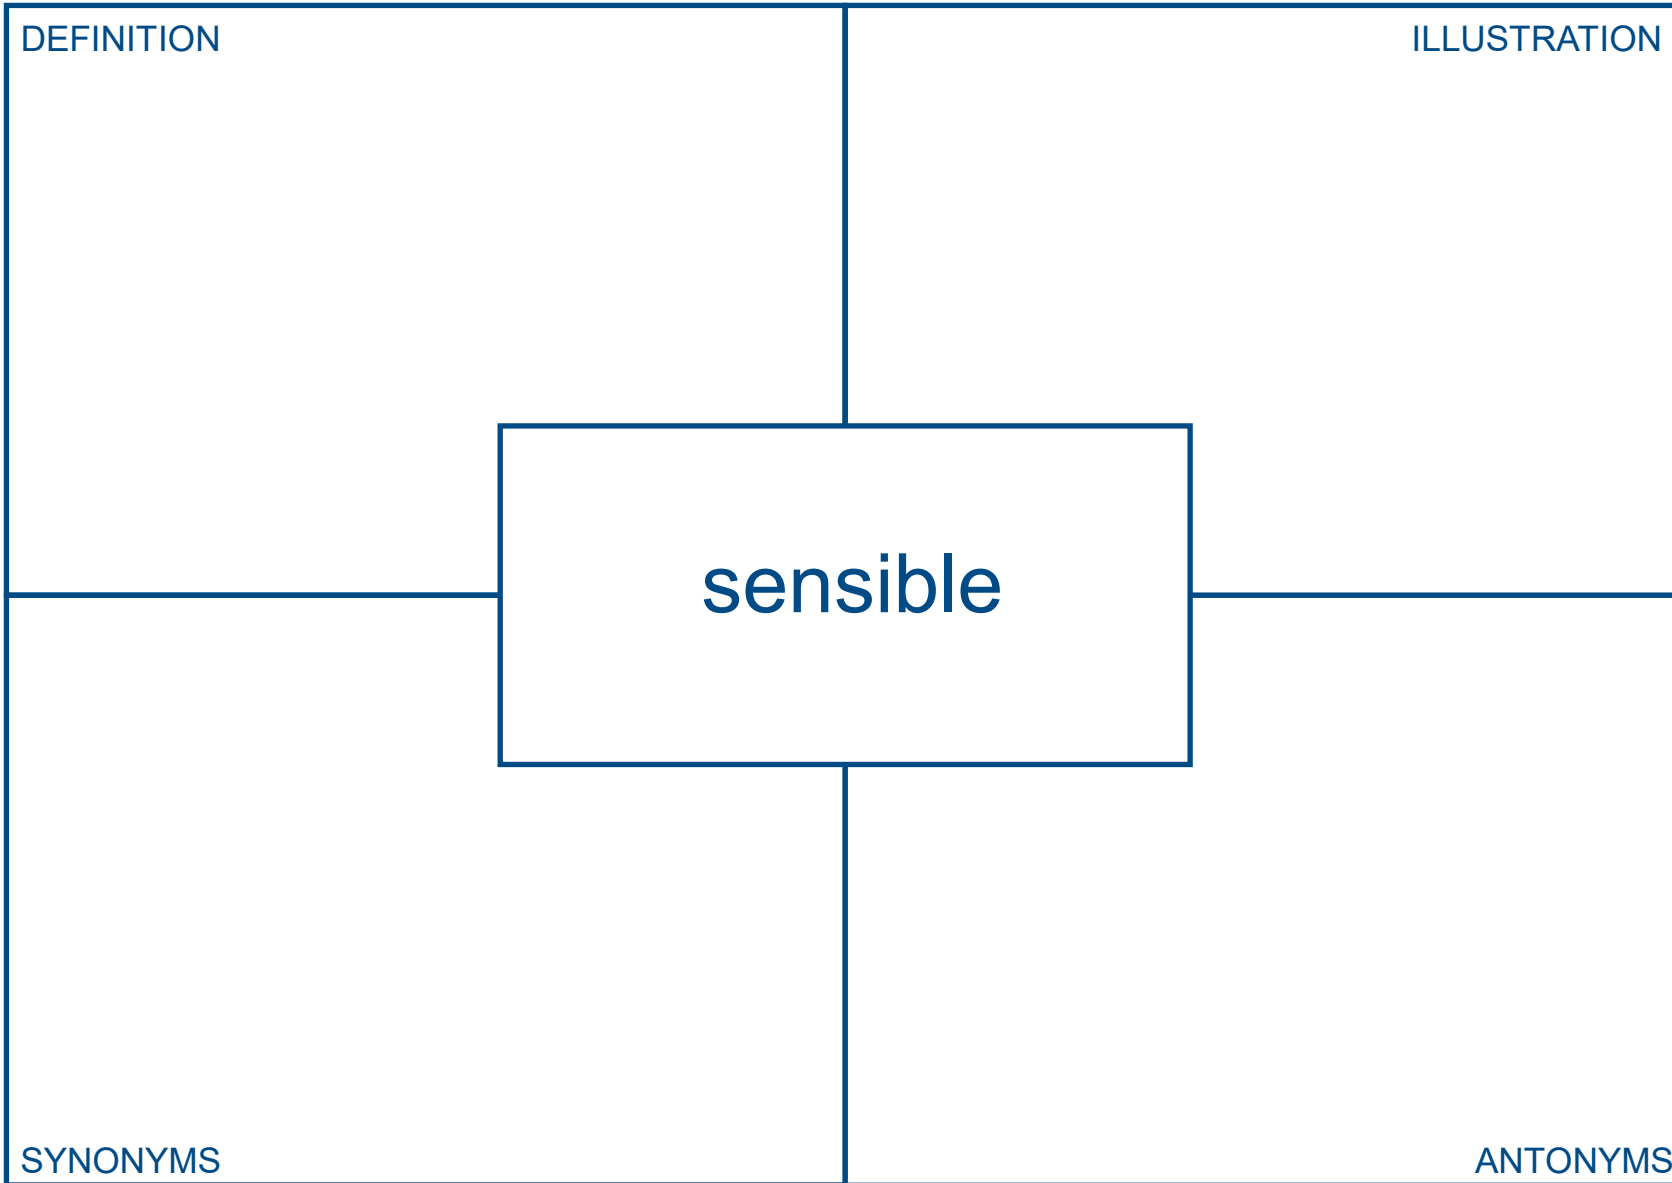 DEFINITION
ILLUSTRATION
sensible
SYNONYMS
ANTONYMS